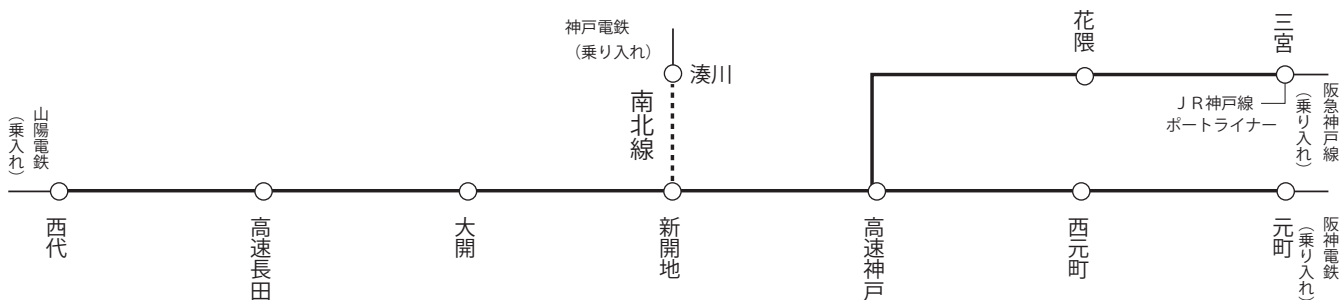 神戸電鉄
（乗り入れ）
湊川
南北線
花隈
三宮
ＪＲ神戸線
ポートライナー
阪急神戸線
（乗り入れ）
山陽電鉄
（乗入れ）
西代
高速長田
大開
新開地
高速神戸
西元町
元町
阪神電鉄
（乗り入れ）